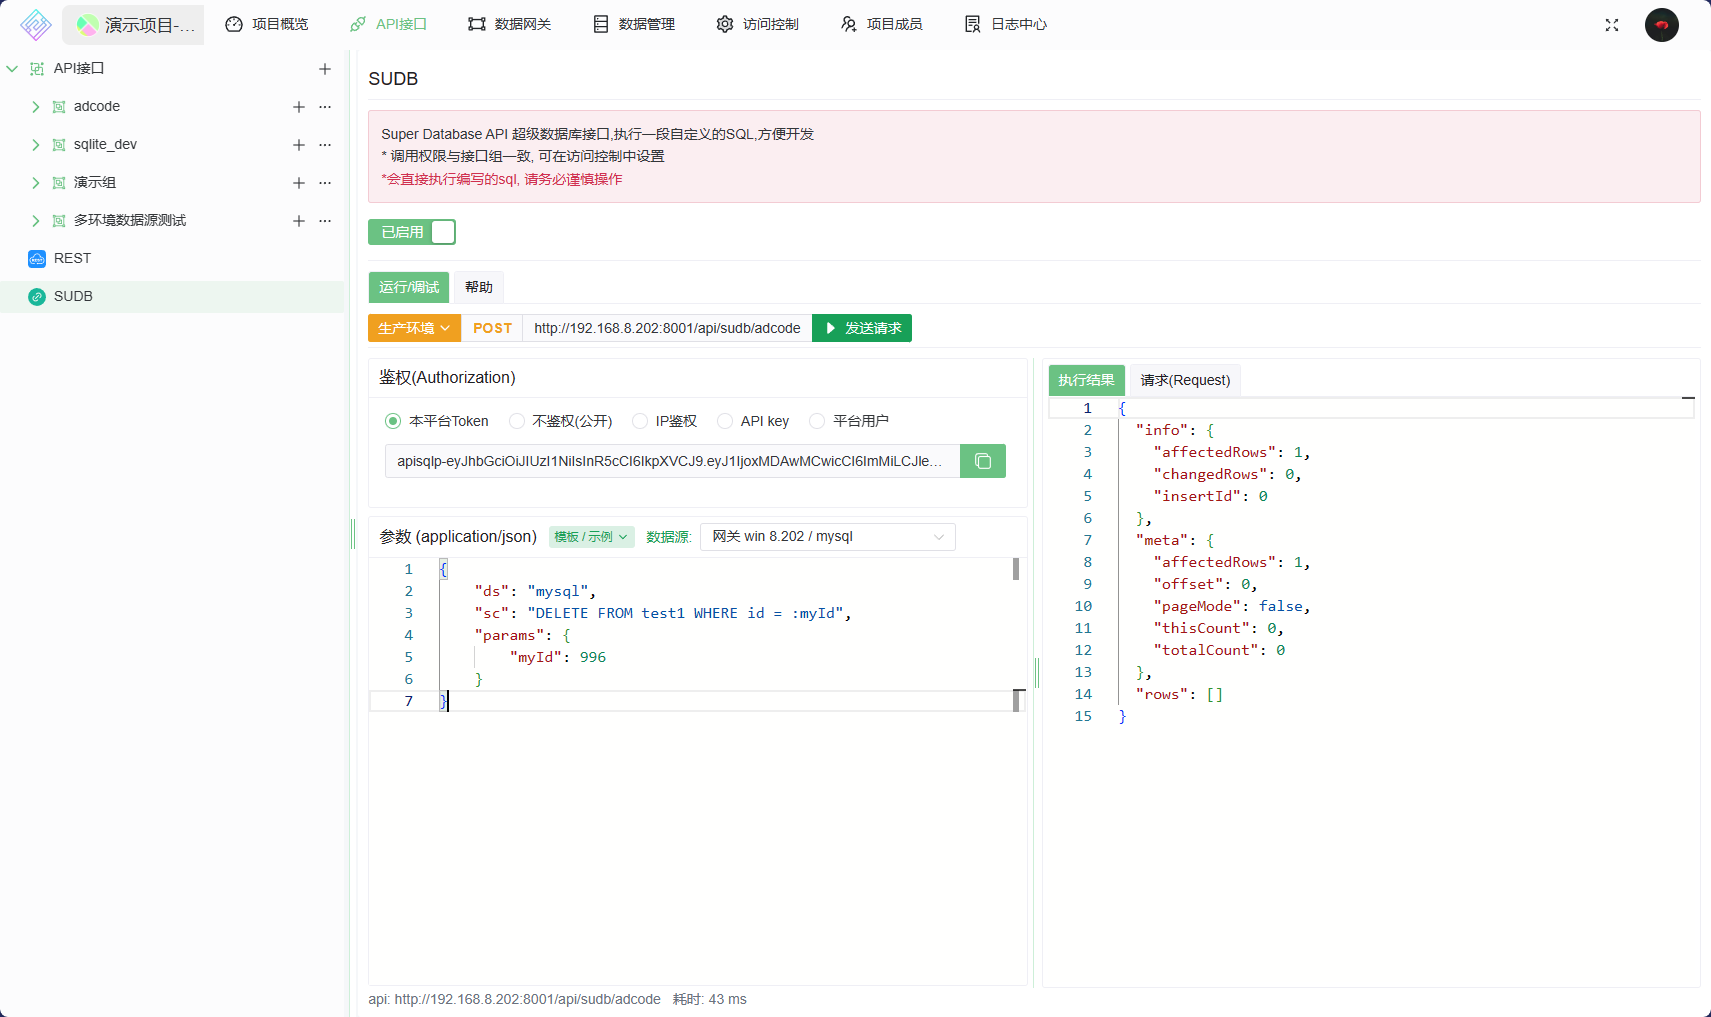 演示项目-...
项目概览
API接口
数据网关
数据管理
访问控制
项目成员
日志中心
API接口
adcode
sqlite_dev
演示组
多环境数据源测试
REST
SUDB
SUDB
Super Database API 超级数据库接口,执行一段自定义的SQL,方便开发
* 调用权限与接口组一致, 可在访问控制中设置
*会直接执行编写的sql, 请务必谨慎操作
已启用
运行/调试 帮助
生产环境 POST http://192.168.8.202:8001/api/sudb/adcode 发送请求
鉴权(Authorization)
本平台Token 不鉴权(公开) IP鉴权 API key 平台用户
apisqlp-eyJhbGciOiJIUzI1NiIsInR5cCI6IkpXVCJ9.eyJ1IjoxMDAwMCwicCI6ImMiLCJle...
参数 (application/json) 模板 / 示例 数据源: 网关 win 8.202 / mysql
1 {
2 "ds": "mysql",
3 "sc": "DELETE FROM test1 WHERE id = :myId",
4 "params": {
5 "myId": 996
6 }
7 }
执行结果 请求(Request)
1 {
2 "info": {
3 "affectedRows": 1,
4 "changedRows": 0,
5 "insertId": 0
6 },
7 "meta": {
8 "affectedRows": 1,
9 "offset": 0,
10 "pageMode": false,
11 "thisCount": 0,
12 "totalCount": 0
13 },
14 "rows": []
15 }
api: http://192.168.8.202:8001/api/sudb/adcode 耗时: 43 ms